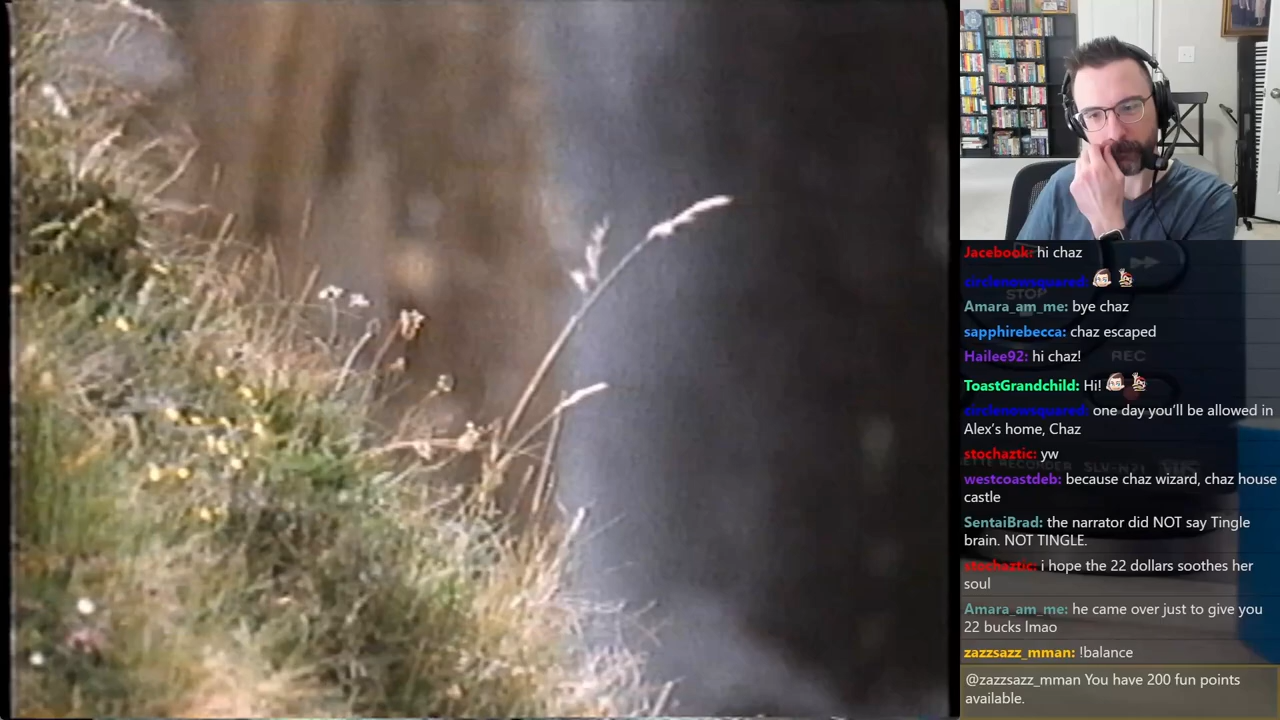 Jacebook: hi chaz
circlenewsquared:
STOP
Amara_am_me: bye chaz
sapphirebecca: chaz escaped
Hailee92: hi chaz!
REC
ToastGrandchild: Hi!
circlenewsquared: one day you'll be allowed in
Alex's home, Chaz
stochaztic: yw
westcoastdeb: because chaz wizard, chaz house
castle
SentaiBrad: the narrator did NOT say Tingle
brain. NOT TINGLE.
stochaztic: i hope the 22 dollars soothes her
soul
Amara_am_me: he came over just to give you
22 bucks lmao
zazzsazz_mman: !balance
@zazzsazz_mman You have 200 fun points
available.